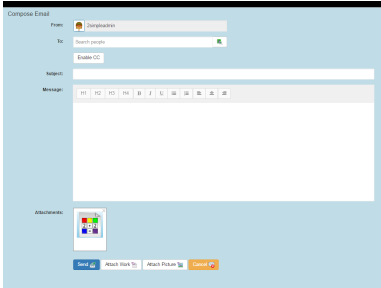 Compose Email
From: 2simpleadmin
To: Search people
Enable CC
Subject:
Message:
H1 H2 H3 H4 B I U
Attachments:
Send Attach Work Attach Picture Cancel